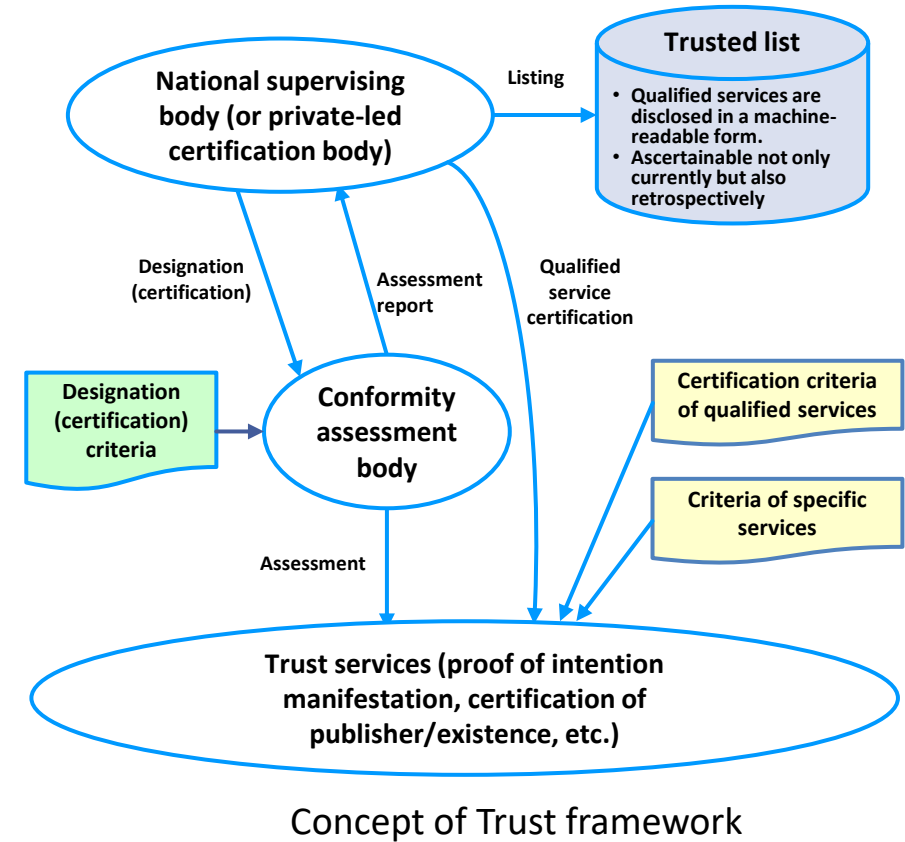 National supervising
body (or private-led
certification body)
Listing
Trusted list
• Qualified services are
disclosed in a machine-
readable form.
• Ascertainable not only
currently but also
retrospectively
Designation
(certification)
Assessment
report
Qualified
service
certification
Designation
(certification)
criteria
Conformity
assessment
body
Certification criteria
of qualified services
Criteria of specific
services
Assessment
Trust services (proof of intention
manifestation, certification of
publisher/existence, etc.)
Concept of Trust framework